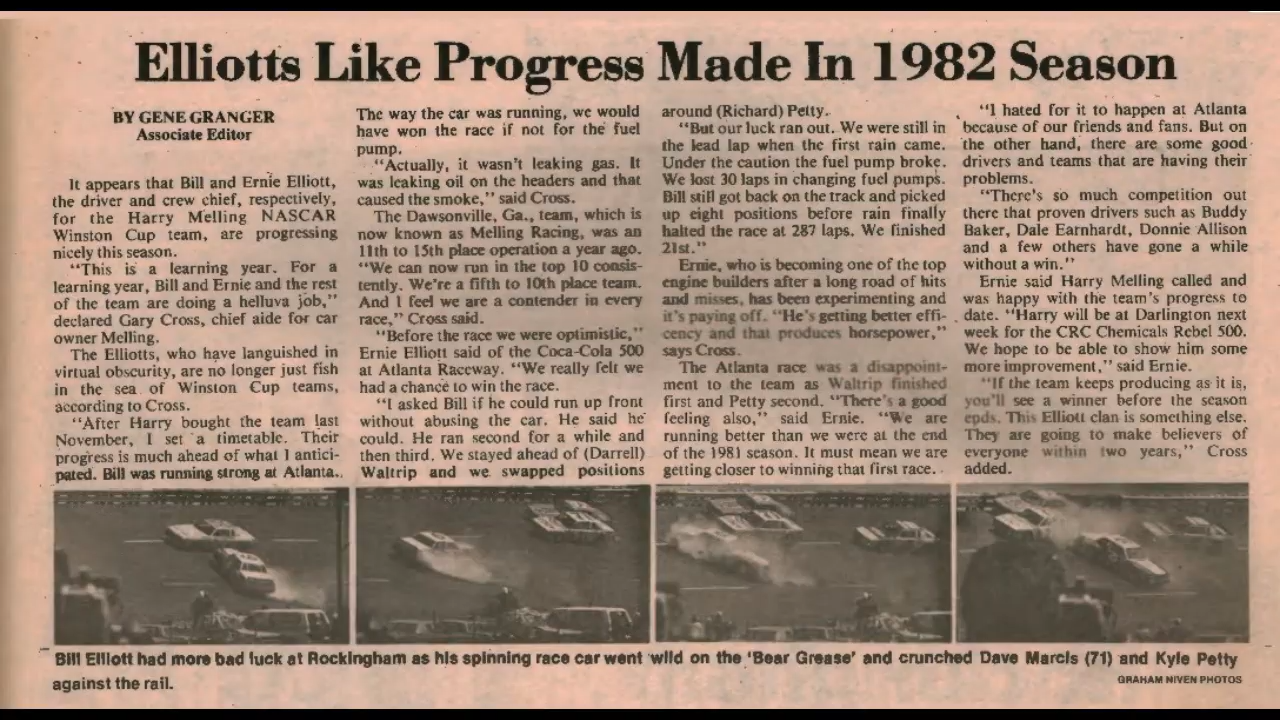 Elliotts Like Progress Made In 1982 Season
BY GENE GRANGER
Associate Editor
It appears that Bill and Ernie Elliott,
the driver and crew chief, respectively,
for the Harry Melling NASCAR
Winston Cup team, are progressing
nicely this season.
"This is a learning year. For a
learning year, Bill and Ernie and the rest
of the team are doing a helluva job,"
declared Gary Cross, chief aide for car
owner Melling.
The Elliotts, who have languished in
virtual obscurity, are no longer just fish
in the sea of Winston Cup teams,
according to Cross.
"After Harry bought the team last
November, I set a timetable. Their
progress is much ahead of what I antici-
pated. Bill was running strong at Atlanta.
The way the car was running, we would
have won the race if not for the fuel
pump.
"Actually, it wasn't leaking gas. It
was leaking oil on the headers and that
caused the smoke," said Cross.
The Dawsonville, Ga., team, which is
now known as Melling Racing, was an
11th to 15th place operation a year ago.
"We can now run in the top 10 consis-
tently. We're a fifth to 10th place team.
And I feel we are a contender in every
race," Cross said.
"Before the race we were optimistic,"
Ernie Elliott said of the Coca-Cola 500
at Atlanta Raceway. "We really felt we
had a chance to win the race.
"I asked Bill if he could run up front
without abusing the car. He said he
could. He ran second for a while and
then third. We stayed ahead of (Darrell)
Waltrip and we swapped positions
around (Richard) Petty.
"But our luck ran out. We were still in
the lead lap when the first rain came.
Under the caution the fuel pump broke.
We lost 30 laps in changing fuel pumps.
Bill still got back on the track and picked
up eight positions before rain finally
halted the race at 287 laps. We finished
21st."
Ernie, who is becoming one of the top
engine builders after a long road of hits
and misses, has been experimenting and
it's paying off. "He's getting better effi-
cency and that produces horsepower,"
says Cross.
The Atlanta race was a disappoint-
ment to the team as Waltrip finished
first and Petty second. "There's a good
feeling also," said Ernie. "We are
running better than we were at the end
of the 1981 season. It must mean we are
getting closer to winning that first race.
"I hated for it to happen at Atlanta
because of our friends and fans. But on
the other hand, there are some good
drivers and teams that are having their
problems.
"There's so much competition out
there that proven drivers such as Buddy
Baker, Dale Earnhardt, Donnie Allison
and a few others have gone a while
without a win."
Ernie said Harry Melling called and
was happy with the team's progress to
date. "Harry will be at Darlington next
week for the CRC Chemicals Rebel 500.
We hope to be able to show him some
more improvement," said Ernie.
"If the team keeps producing as it is,
you'll see a winner before the season
ends. This Elliott clan is something else.
They are going to make believers of
everyone within two years," Cross
added.
Bill Elliott had more bad luck at Rockingham as his spinning race car went wild on the 'Bear Grease' and crunched Dave Marcis (71) and Kyle Petty
against the rail.
GRAHAM NIVEN PHOTOS